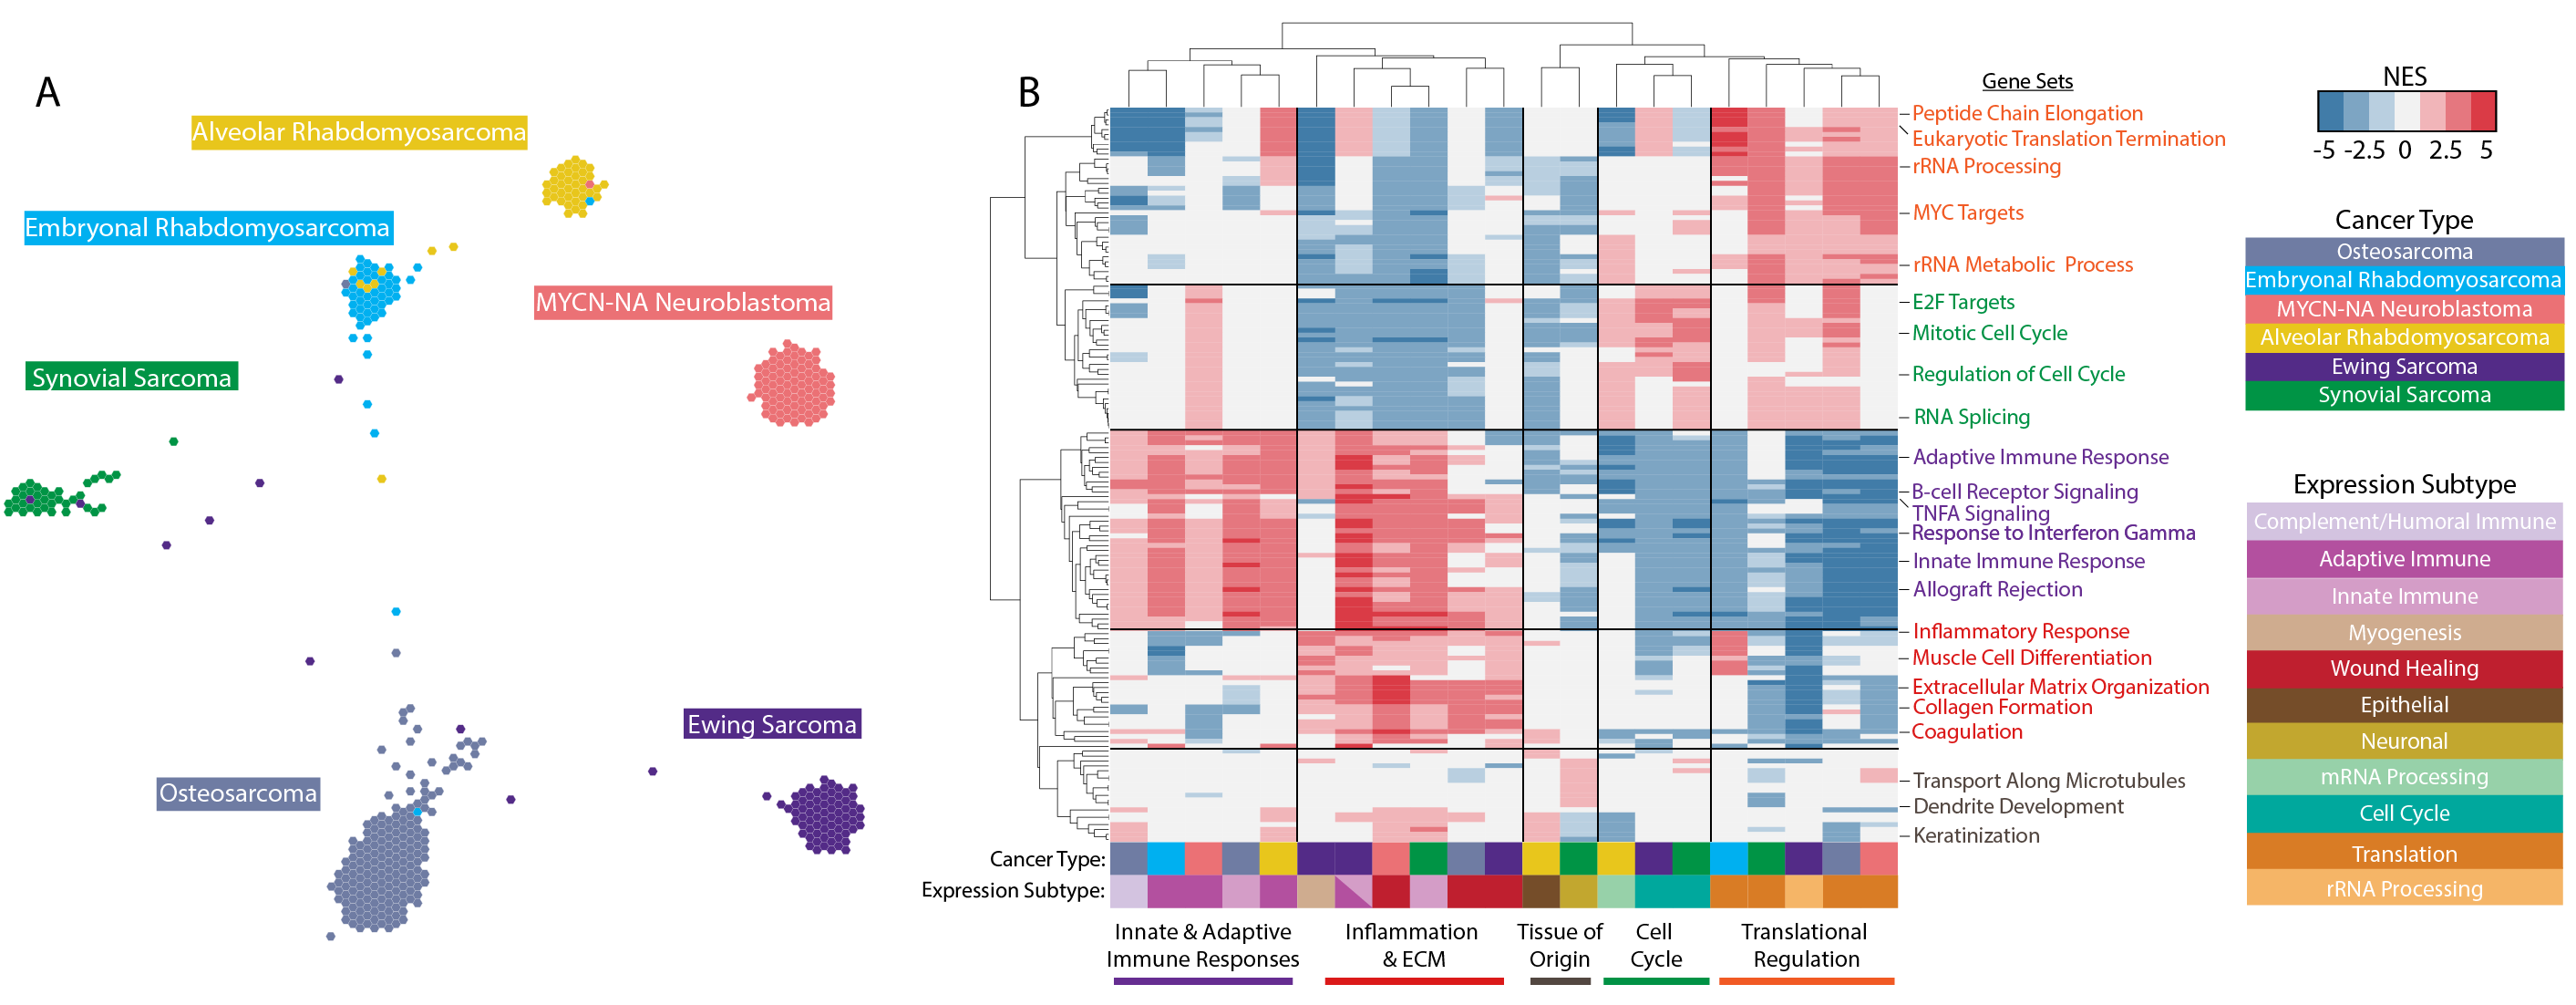 A
Alveolar Rhabdomyosarcoma
Embryonal Rhabdomyosarcoma
MYCN-NA Neuroblastoma
Synovial Sarcoma
Ewing Sarcoma
Osteosarcoma
B
Gene Sets
Peptide Chain Elongation
Eukaryotic Translation Termination
rRNA Processing
MYC Targets
rRNA Metabolic Process
E2F Targets
Mitotic Cell Cycle
Regulation of Cell Cycle
RNA Splicing
Adaptive Immune Response
B-cell Receptor Signaling
TNFA Signaling
Response to Interferon Gamma
Innate Immune Response
Allograft Rejection
Inflammatory Response
Muscle Cell Differentiation
Extracellular Matrix Organization
Collagen Formation
Coagulation
Transport Along Microtubules
Dendrite Development
Keratinization
Cancer Type:
Expression Subtype:
Innate & Adaptive
Immune Responses
Inflammation
& ECM
Tissue of
Origin
Cell
Cycle
Translational
Regulation
NES
-5 -2.5 0 2.5 5
Cancer Type
Osteosarcoma
Embryonal Rhabdomyosarcoma
MYCN-NA Neuroblastoma
Alveolar Rhabdomyosarcoma
Ewing Sarcoma
Synovial Sarcoma
Expression Subtype
Complement/Humoral Immune
Adaptive Immune
Innate Immune
Myogenesis
Wound Healing
Epithelial
Neuronal
mRNA Processing
Cell Cycle
Translation
rRNA Processing